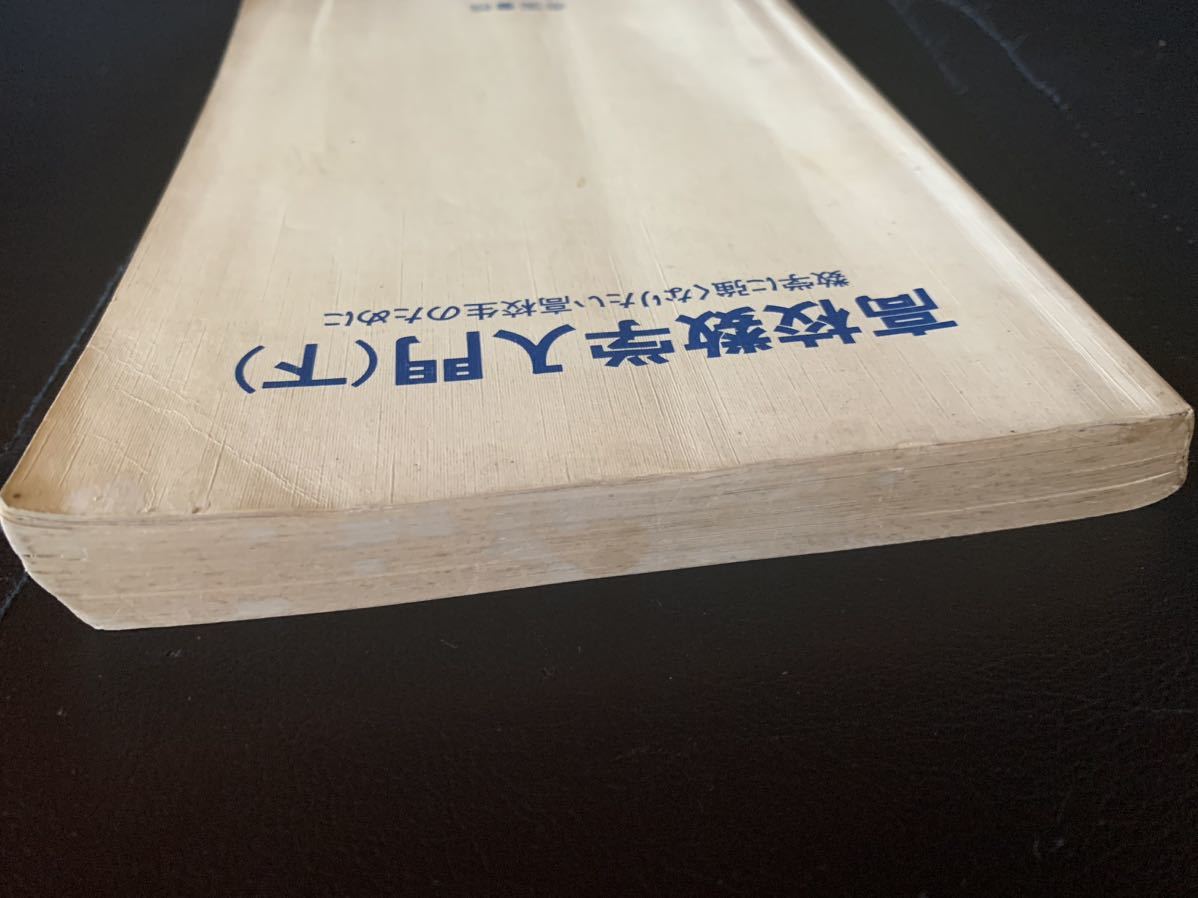 高校数学入門(下)
数学に強くなりたい高校生のために